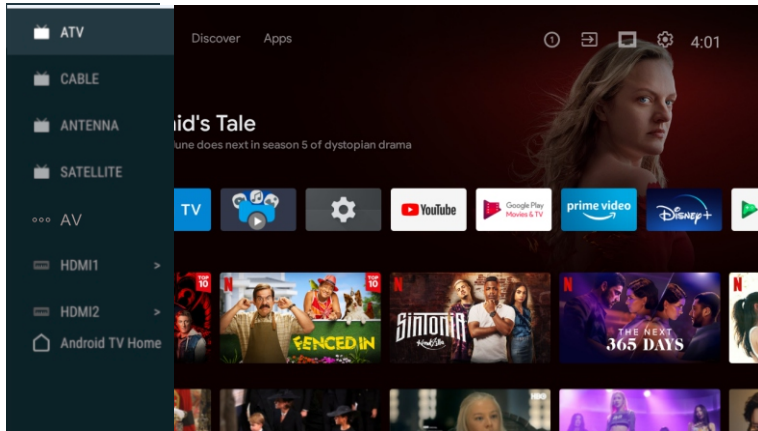 ATV
CABLE
ANTENNA
SATELLITE
AV
HDMI1 >
HDMI2 >
Android TV Home
Discover Apps
4:01
id's Tale
June does next in season 5 of dystopian drama
TV
YouTube
Google Play
Movies & TV
prime video
Disney+
TOP
10
N
TOP
10
FENCED IN
N
SINTONIA
N
THE NEXT
365 DAYS
N
HBO